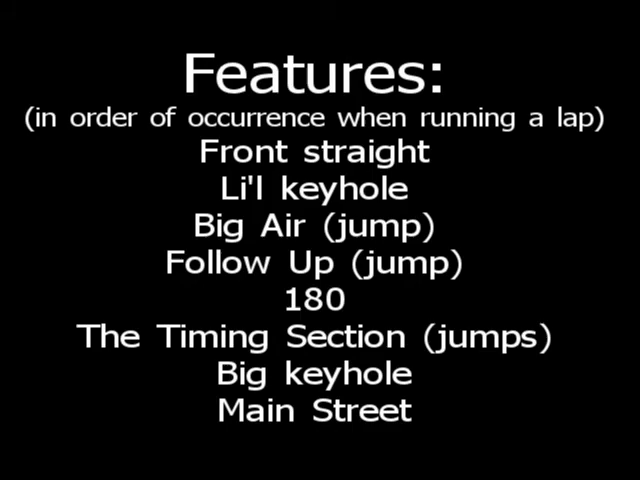 Features:
(in order of occurrence when running a lap)
Front straight
Li'l keyhole
Big Air (jump)
Follow Up (jump)
180
The Timing Section (jumps)
Big keyhole
Main Street